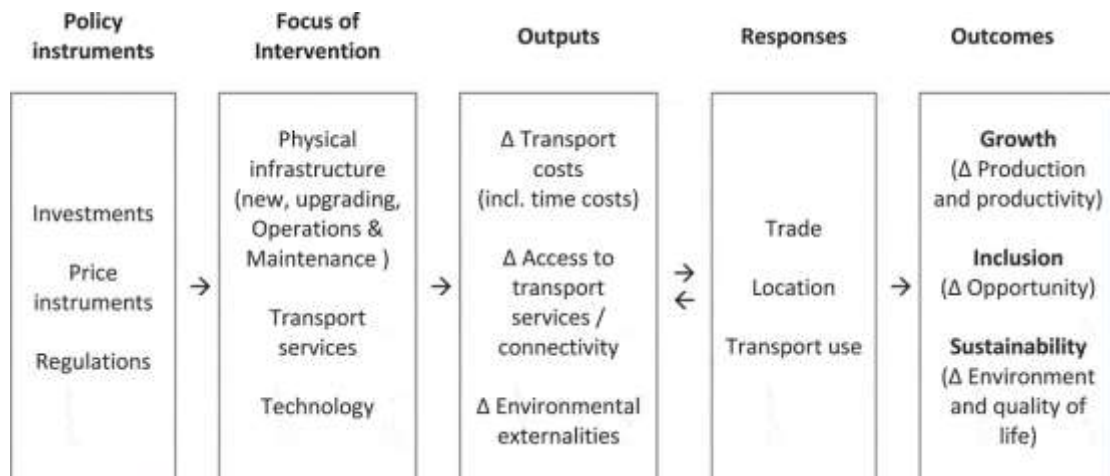 Policy
instruments
Focus of
Intervention
Outputs
Responses
Outcomes
Investments
Price
instruments
Regulations
→
Physical
infrastructure
(new, upgrading,
Operations &
Maintenance )
Transport
services
Technology
→
Δ Transport
costs
(incl. time costs)
Δ Access to
transport
services /
connectivity
Δ Environmental
externalities
→
←
Trade
Location
Transport use
→
Growth
(Δ Production
and productivity)
Inclusion
(Δ Opportunity)
Sustainability
(Δ Environment
and quality of
life)